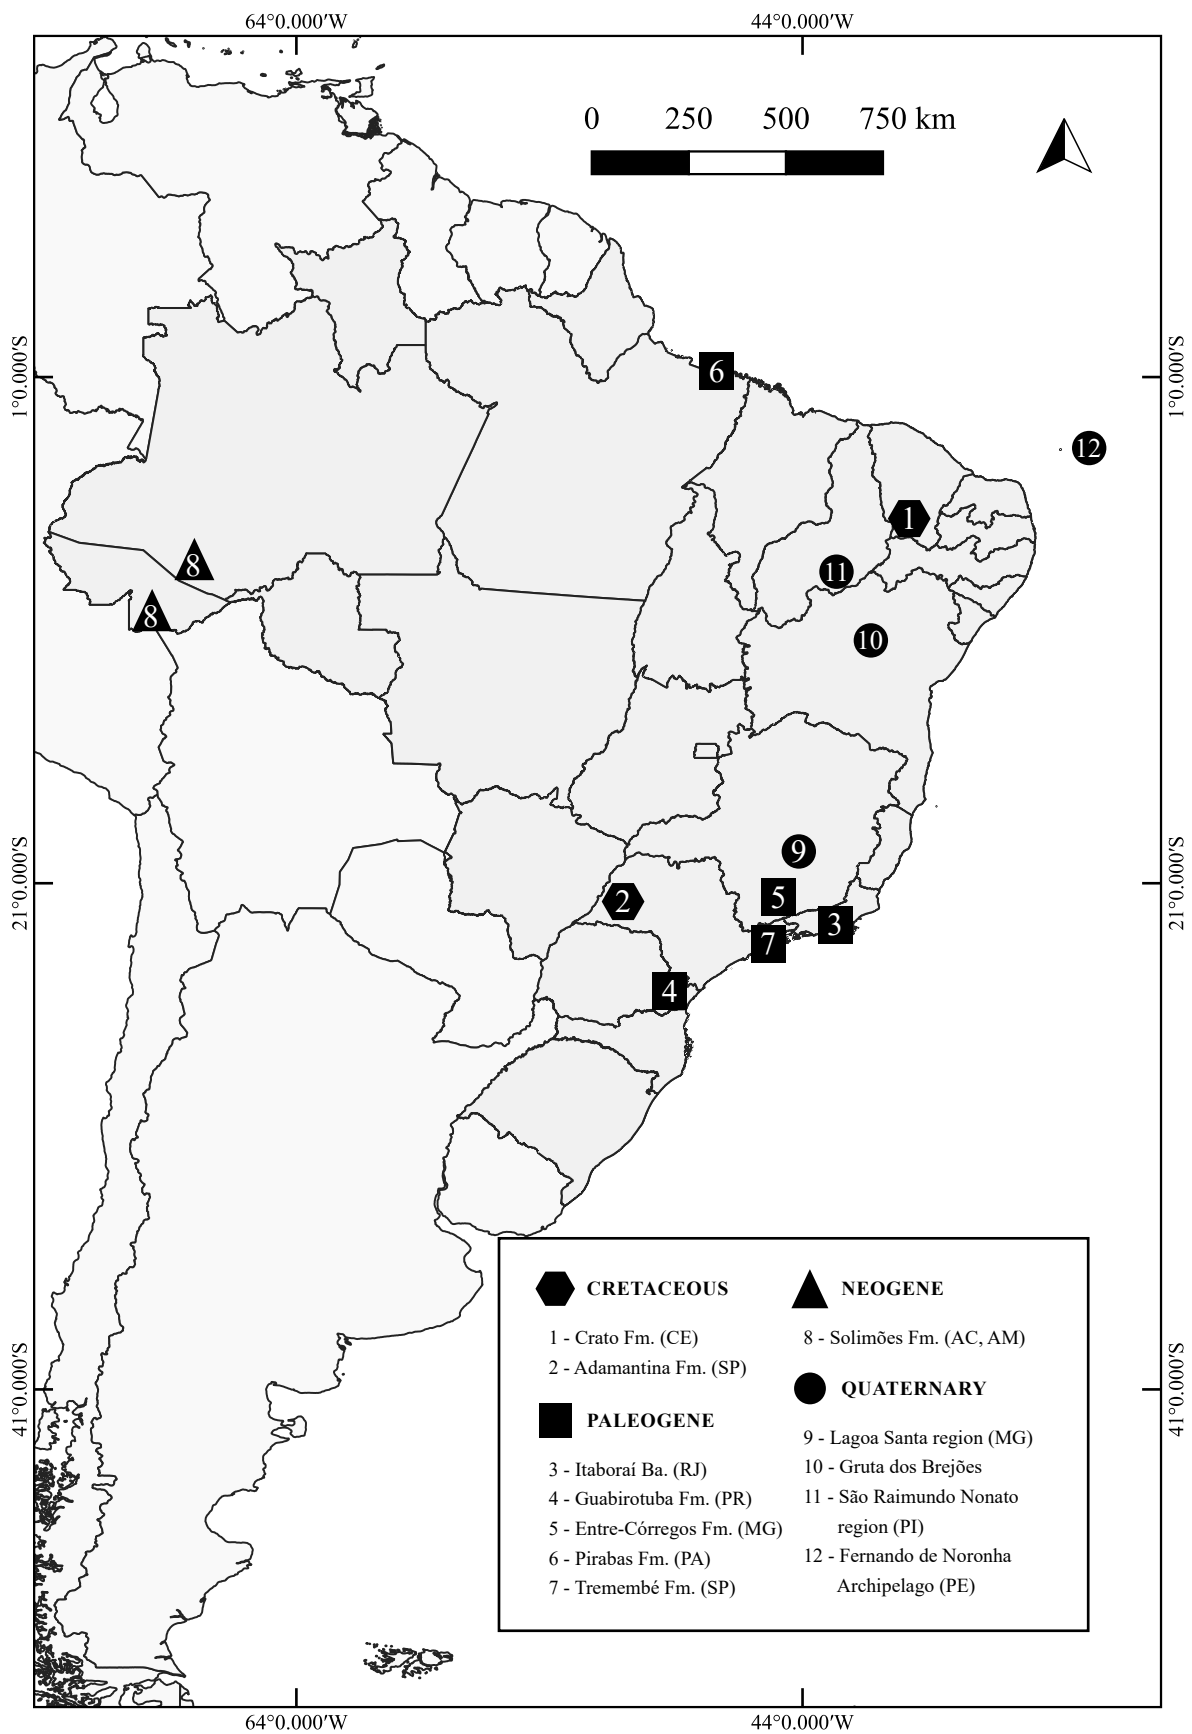 64°0.000'W 44°0.000'W
0 250 500 750 km
1°0.000'S 1°0.000'S
6
12
1
8
11
8
10
21°0.000'S 21°0.000'S
9
5
2
3
7
4
41°0.000'S 41°0.000'S
CRETACEOUS
1 - Crato Fm. (CE)
2 - Adamantina Fm. (SP)
PALEOGENE
3 - Itaboraí Ba. (RJ)
4 - Guabirotuba Fm. (PR)
5 - Entre-Córregos Fm. (MG)
6 - Pirabas Fm. (PA)
7 - Tremembé Fm. (SP)
NEOGENE
8 - Solimões Fm. (AC, AM)
QUATERNARY
9 - Lagoa Santa region (MG)
10 - Gruta dos Brejões
11 - São Raimundo Nonato
region (PI)
12 - Fernando de Noronha
Archipelago (PE)
64°0.000'W 44°0.000'W